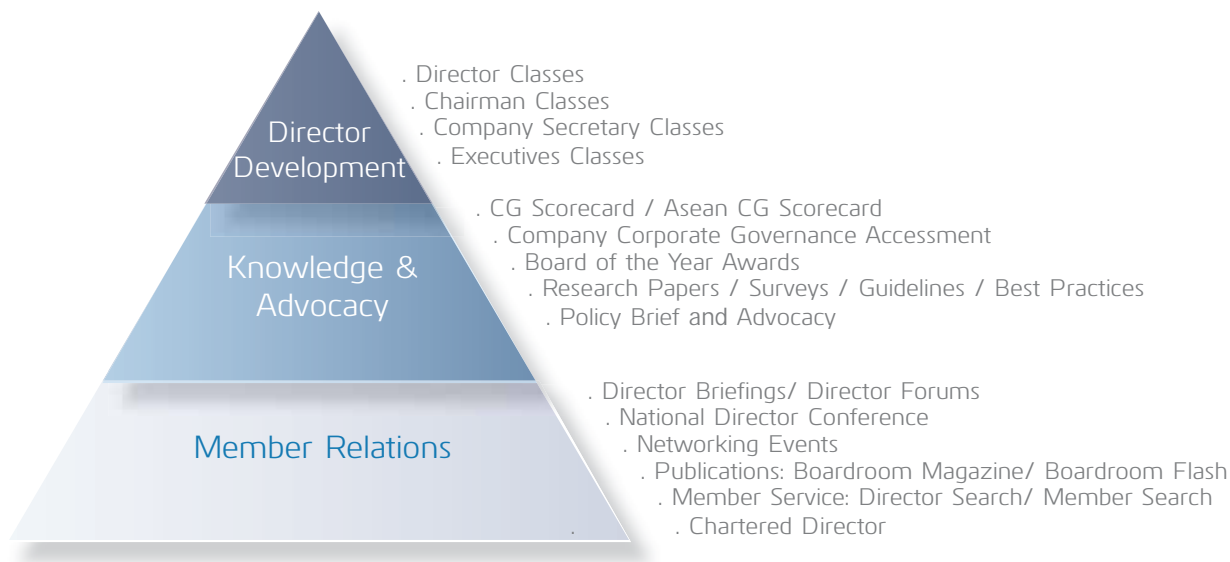 Director
Development
. Director Classes
. Chairman Classes
. Company Secretary Classes
. Executives Classes
Knowledge &
Advocacy
. CG Scorecard / Asean CG Scorecard
. Company Corporate Governance Accessment
. Board of the Year Awards
. Research Papers / Surveys / Guidelines / Best Practices
. Policy Brief and Advocacy
Member Relations
. Director Briefings/ Director Forums
. National Director Conference
. Networking Events
. Publications: Boardroom Magazine/ Boardroom Flash
. Member Service: Director Search/ Member Search
. Chartered Director
.